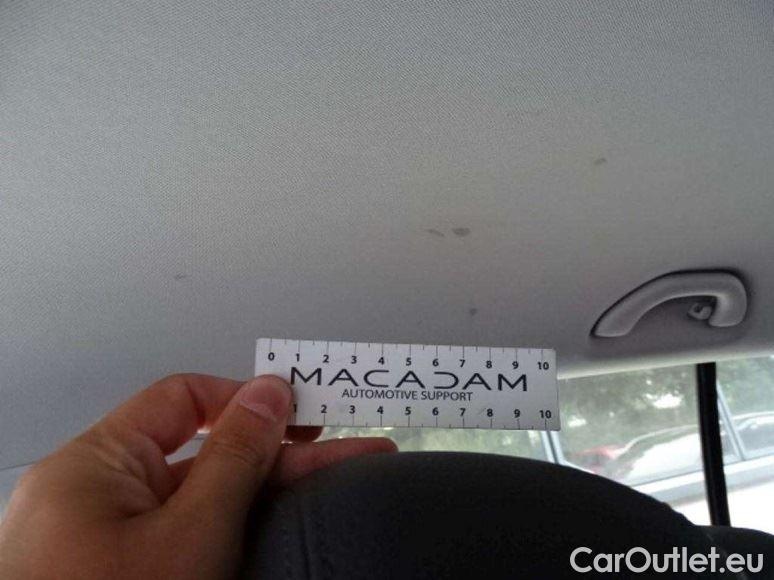 0 1 2 3 4 5 6 7 8 9 10
MACADAM
AUTOMOTIVE SUPPORT
1 2 3 4 5 6 7 8 9 10
CarOutlet.eu